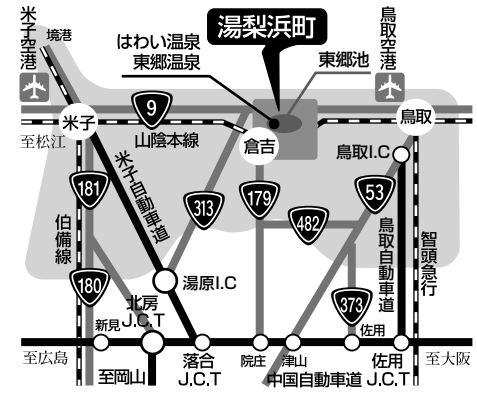 米子空港
境港
湯梨浜町
鳥取空港
はわい温泉
東郷温泉
東郷池
9
米子
鳥取
至松江
山陰本線
倉吉
鳥取I.C
米子自動車道
181
313
179
482
53
伯備線
鳥取自動車道
智頭急行
180
湯原I.C
373
北房
J.C.T
新見
佐用
至広島
落合
J.C.T
院庄
津山
佐用
J.C.T
至大阪
至岡山
中国自動車道